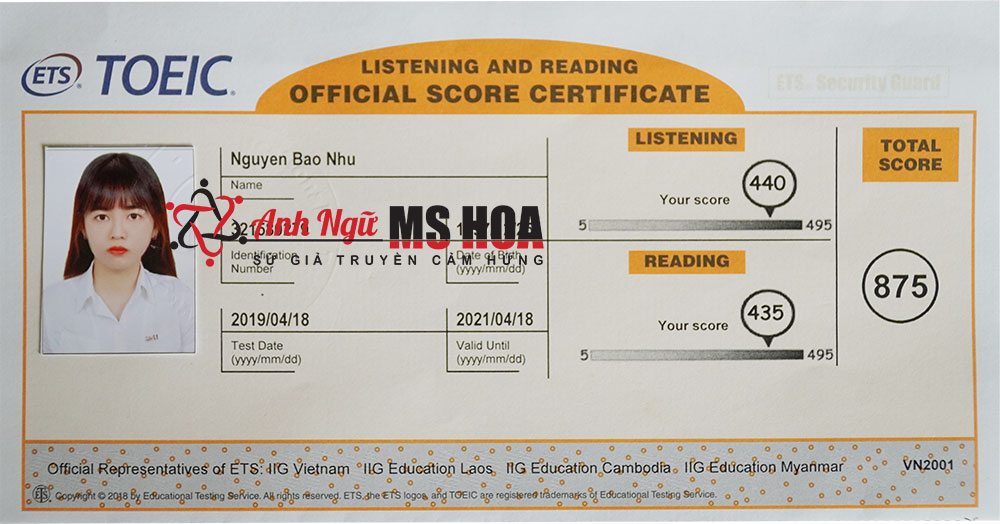 ETS
TOEIC
LISTENING AND READING
OFFICIAL SCORE CERTIFICATE
ETS Security Guard
Nguyen Bao Nhu
Name
Identification
Number
Date of Birth
(yyyy/mm/dd)
Anh Ngữ MS HOA
SỨ GIẢ TRUYỀN CẢM HỨNG
2019/04/18
Test Date
(yyyy/mm/dd)
2021/04/18
Valid Until
(yyyy/mm/dd)
LISTENING
440
Your score
5 495
READING
435
Your score
5 495
TOTAL
SCORE
875
Official Representatives of ETS: IIG Vietnam IIG Education Laos IIG Education Cambodia IIG Education Myanmar VN2001
Copyright © 2018 by Educational Testing Service. All rights reserved. ETS, the ETS logos, and TOEIC are registered trademarks of Educational Testing Service.